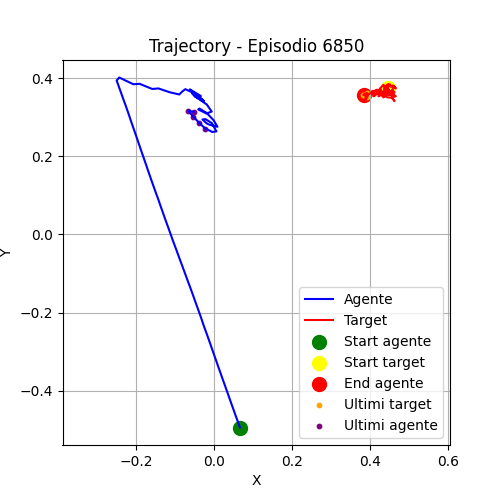 Trajectory - Episodio 6850
0.4
0.2
0.0
−0.2
−0.4
Y
Agente
Target
Start agente
Start target
End agente
Ultimi target
Ultimi agente
−0.2 0.0 0.2 0.4 0.6
X